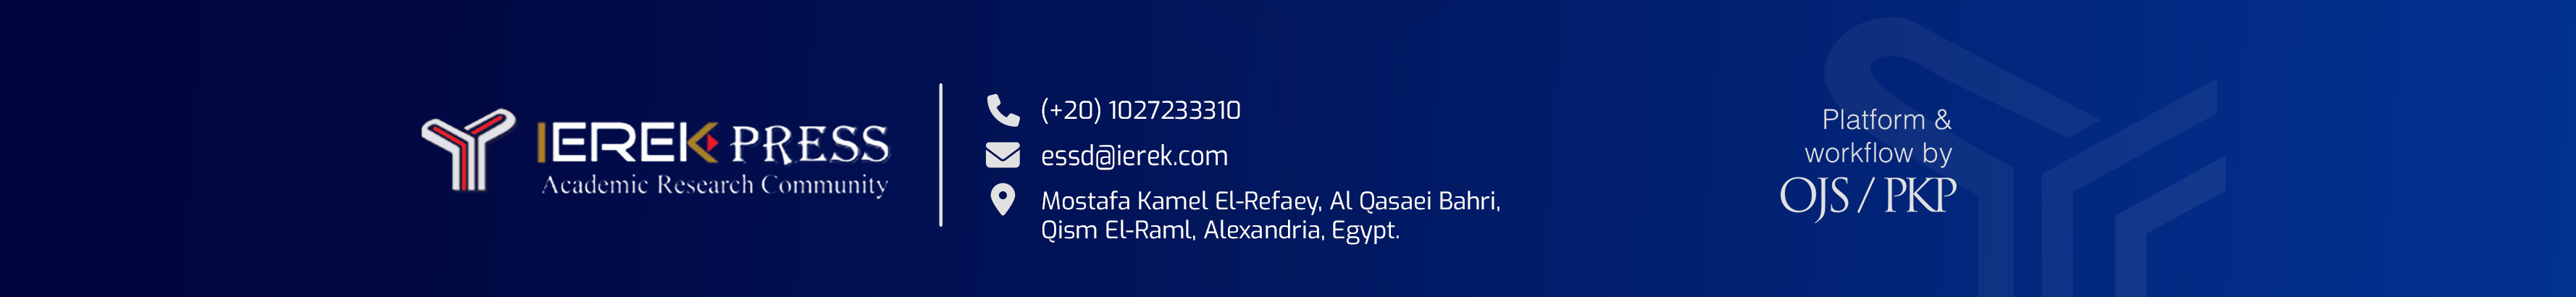 IEREK PRESS
Academic Research Community
(+20) 1027233310
essd@ierek.com
Mostafa Kamel El-Refaey, Al Qasaei Bahri,
Qism El-Raml, Alexandria, Egypt.
Platform &
workflow by
OJS / PKP